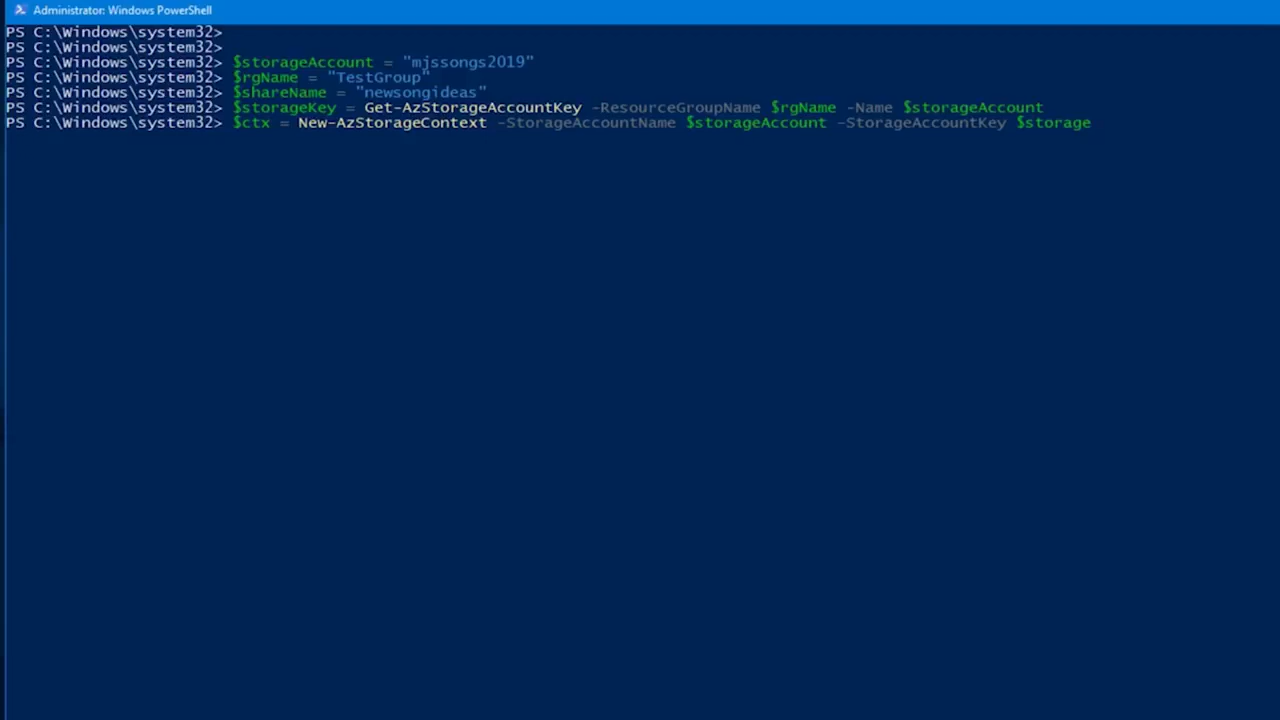 Administrator: Windows PowerShell
PS C:\Windows\system32>
PS C:\Windows\system32>
PS C:\Windows\system32> $storageAccount = "mjssongs2019"
PS C:\Windows\system32> $rgName = "TestGroup"
PS C:\Windows\system32> $shareName = "newsongideas"
PS C:\Windows\system32> $storageKey = Get-AzStorageAccountKey -ResourceGroupName $rgName -Name $storageAccount
PS C:\Windows\system32> $ctx = New-AzStorageContext -StorageAccountName $storageAccount -StorageAccountKey $storage